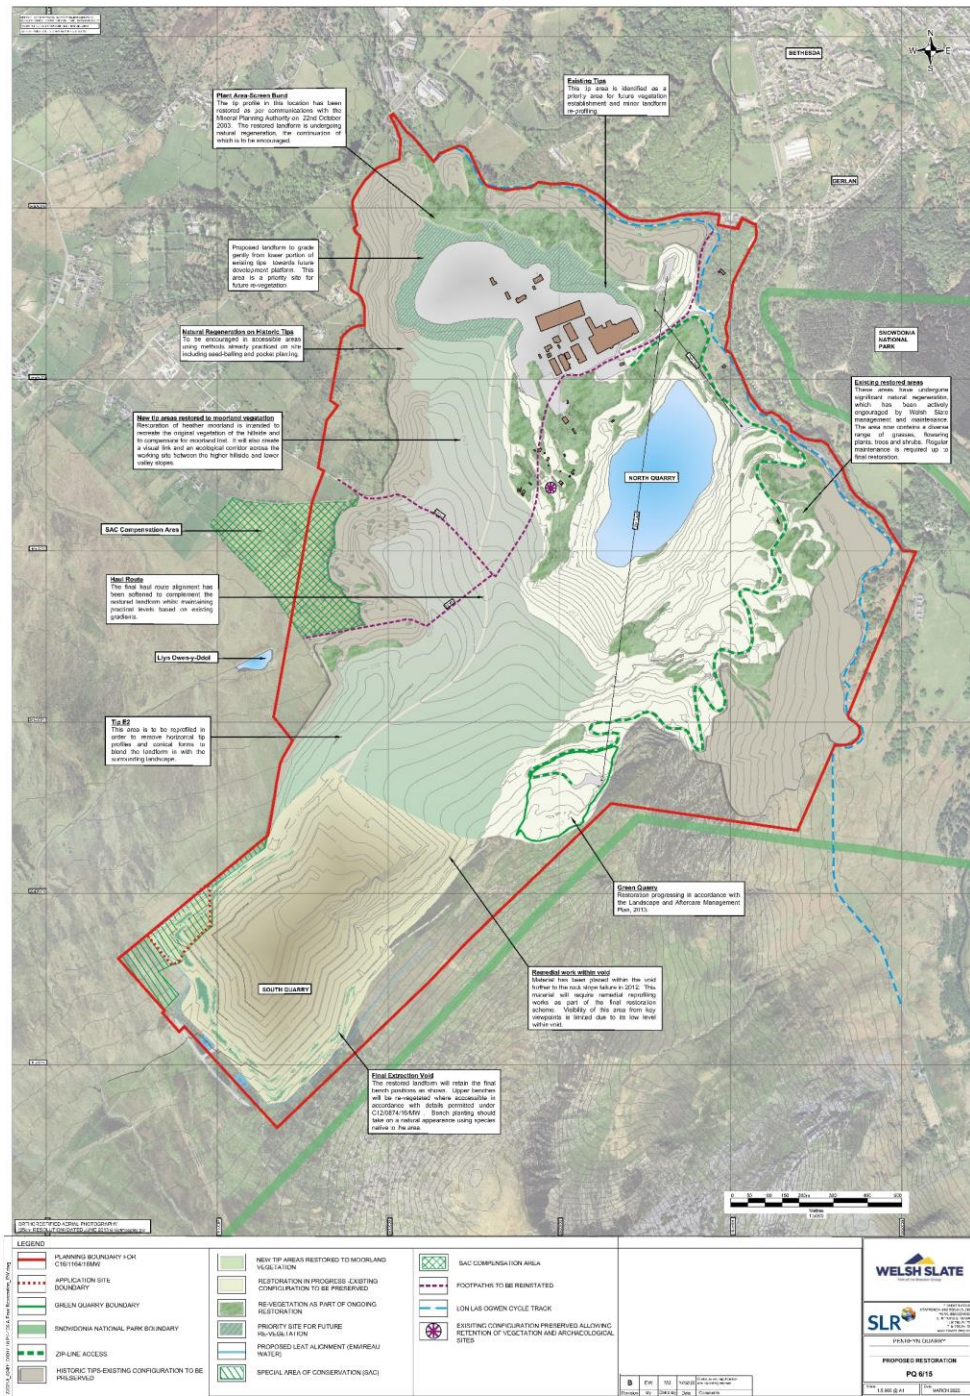 N
W E
S
BETHESDA
Plant Area-Screen Bund
The tip profile in this location has been
restored as per communications with the
Mineral Planning Authority on 22nd October
2003. The restored landform is undergoing
natural regeneration, the continuation of
which is to be encouraged.
Existing Tips
This tip area is identified as a
priority area for future vegetation
establishment and minor landform
re-profiling.
GERLAN
Proposed landform to grade
gently from lower portion of
existing tips towards future
development platform. This
area is a priority site for
future re-vegetation
SNOWDONIA
NATIONAL
PARK
Natural Regeneration on Historic Tips
To be encouraged in accessible areas
using methods already practiced on site
including seed-balling and pocket planting.
Existing restored areas
These areas have undergone
significant natural regeneration,
which has been actively
encouraged by Welsh Slate
management and maintenance.
The area now contains a diverse
range of grasses, flowering
plants, trees and shrubs. Regular
maintenance is required up to
final restoration.
New tip areas restored to moorland vegetation
Restoration of heather moorland is intended to
recreate the original vegetation of the hillside and
to compensate for moorland lost. It will also create
a visual link and an ecological corridor across the
working site between the higher hillside and lower
valley slopes.
NORTH QUARRY
SAC Compensation Area
Haul Route
The final haul route alignment has
been softened to complement the
restored landform whilst maintaining
practical levels based on existing
gradients.
Llyn Owen-y-Ddol
Tip E2
This area is to be reprofiled in
order to remove horizontal tip
profiles and conical forms to
blend the landform in with the
surrounding landscape.
Green Quarry
Restoration progressing in accordance with
the Landscape and Aftercare Management
Plan, 2013.
Remedial work within void
Material has been placed within the void
further to the rock slope failure in 2012. This
material will require remedial reprofiling
works as part of the final restoration
scheme. Visibility of this area from key
viewpoints is limited due to its low level
within void.
SOUTH QUARRY
Final Extraction Void
The restored landform will retain the final
bench positions as shown. Upper benches
will be re-vegetated where accessible in
accordance with details permitted under
C12/0874/16/MW. Bench planting should
take on a natural appearance using species
native to the area.
Metres
ORTHORECTIFIED AERIAL PHOTOGRAPHY
LEGEND
PLANNING BOUNDARY FOR
C16/1164/16MW
APPLICATION SITE
BOUNDARY
GREEN QUARRY BOUNDARY
SNOWDONIA NATIONAL PARK BOUNDARY
ZIP-LINE ACCESS
HISTORIC TIPS-EXISTING CONFIGURATION TO BE
PRESERVED
NEW TIP AREAS RESTORED TO MOORLAND
VEGETATION
RESTORATION IN PROGRESS -EXISTING
CONFIGURATION TO BE PRESERVED
RE-VEGETATION AS PART OF ONGOING
RESTORATION
PRIORITY SITE FOR FUTURE
RE-VEGETATION
PROPOSED LEAT ALIGNMENT (EMMREAU
WATER)
SPECIAL AREA OF CONSERVATION (SAC)
SAC COMPENSATION AREA
FOOTPATHS TO BE REINSTATED
LON LAS OGWEN CYCLE TRACK
EXISITING CONFIGURATION PRESERVED ALLOWING
RETENTION OF VEGETATION AND ARCHAEOLOGICAL
SITES
WELSH SLATE
SLR
PENRHYN QUARRY
PROPOSED RESTORATION
PQ 6/15
MARCH 2022